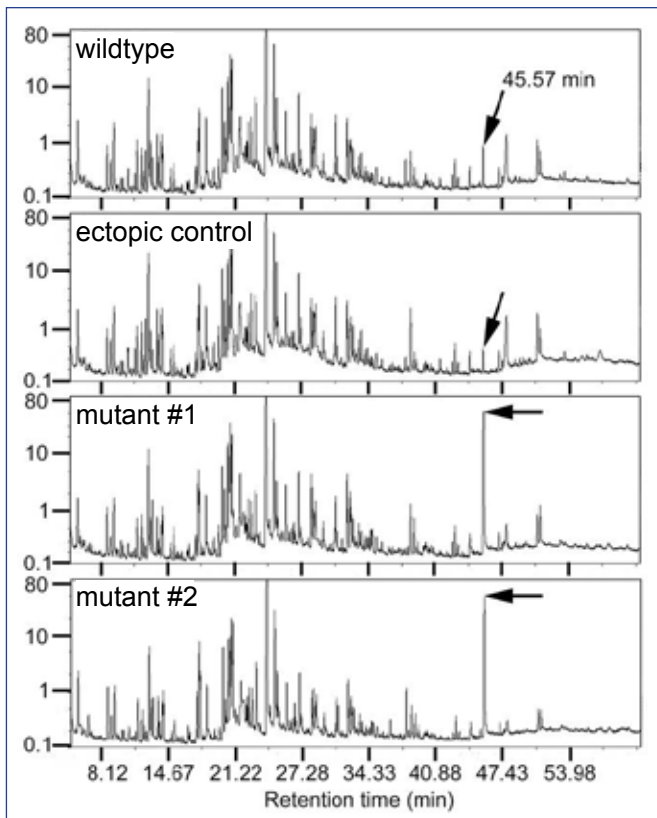 80
wildtype
10
45.57 min
1
0.1
80
ectopic control
10
1
0.1
80
mutant #1
10
1
0.1
80
mutant #2
10
1
0.1
8.12 14.67 21.22 27.28 34.33 40.88 47.43 53.98
Retention time (min)